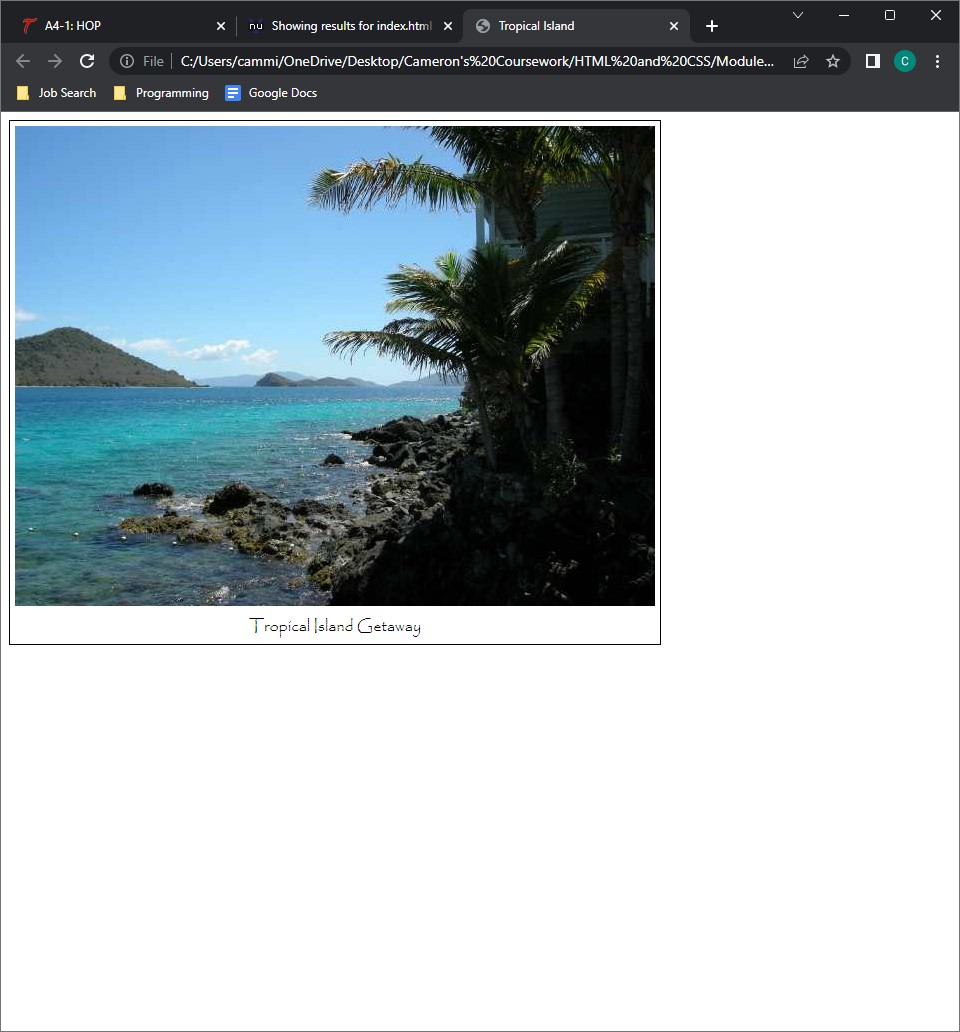 A4-1: HOP
nu
Showing results for index.html
Tropical Island
File
C:/Users/cammi/OneDrive/Desktop/Cameron's%20Coursework/HTML%20and%20CSS/Module...
C
Job Search
Programming
Google Docs
Tropical Island Getaway